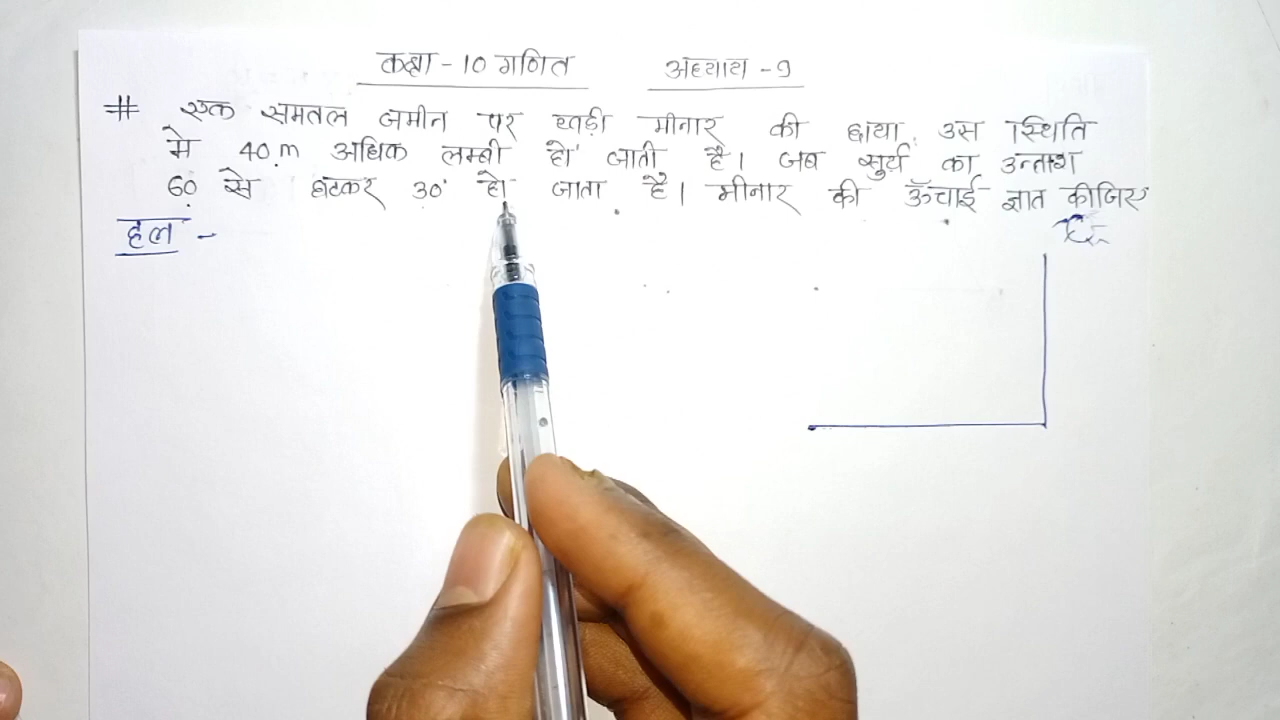 कक्षा - 10 गणित अध्याय - 9
# एक समतल जमीन पर खड़ी मीनार की छाया उस स्थिति
मे 40 m अधिक लम्बी हो जाती है। जब सुर्य का उन्नतांश
60 से घटकर 30° हो जाता है। मीनार की ऊँचाई ज्ञात कीजिए
हल -